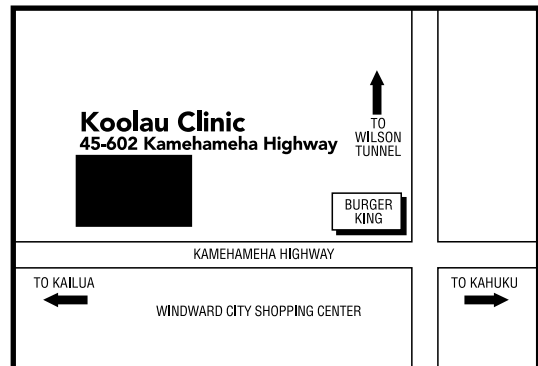 Koolau Clinic
45-602 Kamehameha Highway
TO
WILSON
TUNNEL
BURGER
KING
KAMEHAMEHA HIGHWAY
TO KAILUA
TO KAHUKU
WINDWARD CITY SHOPPING CENTER